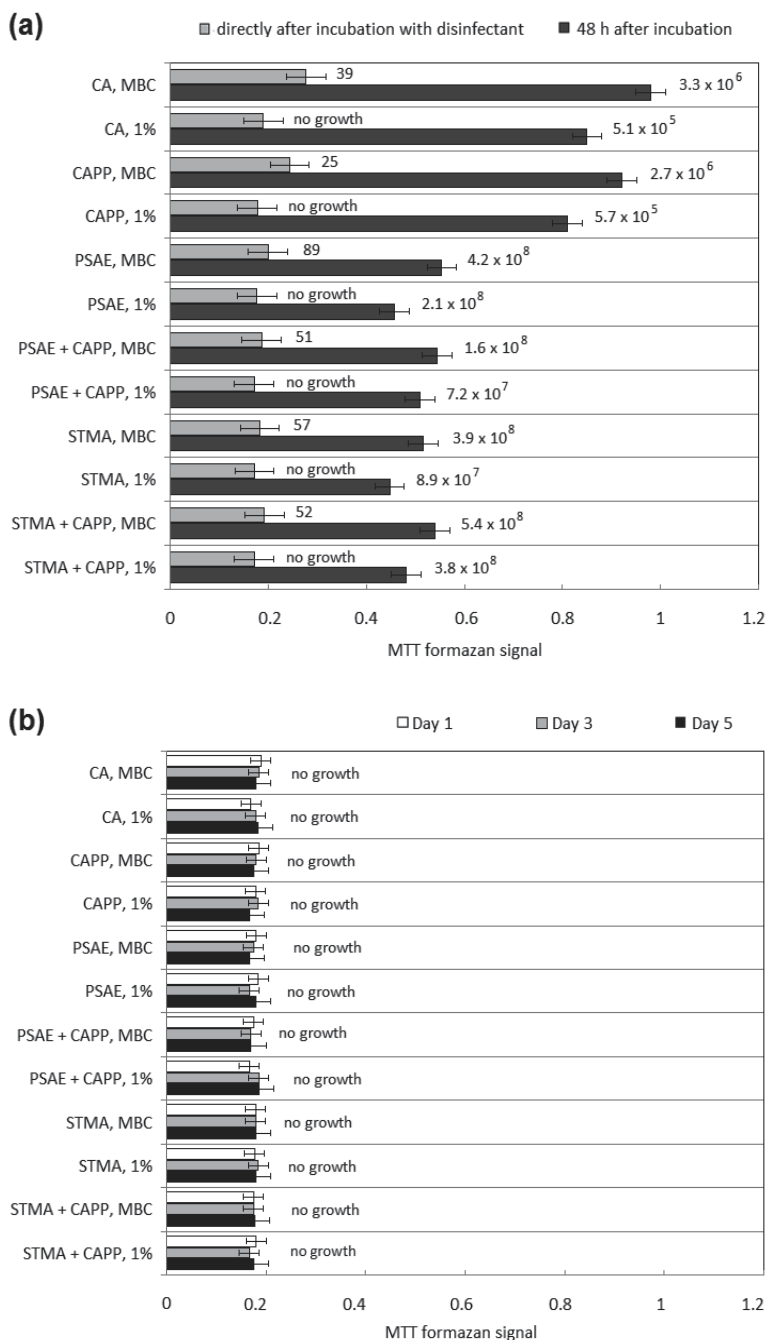 (a)
directly after incubation with disinfectant 48 h after incubation
CA, MBC 39 3.3 x 10^6
CA, 1% no growth 5.1 x 10^5
CAPP, MBC 25 2.7 x 10^6
CAPP, 1% no growth 5.7 x 10^5
PSAE, MBC 89 4.2 x 10^8
PSAE, 1% no growth 2.1 x 10^8
PSAE + CAPP, MBC 51 1.6 x 10^8
PSAE + CAPP, 1% no growth 7.2 x 10^7
STMA, MBC 57 3.9 x 10^8
STMA, 1% no growth 8.9 x 10^7
STMA + CAPP, MBC 52 5.4 x 10^8
STMA + CAPP, 1% no growth 3.8 x 10^8
0 0.2 0.4 0.6 0.8 1 1.2
MTT formazan signal
(b)
Day 1 Day 3 Day 5
CA, MBC no growth
CA, 1% no growth
CAPP, MBC no growth
CAPP, 1% no growth
PSAE, MBC no growth
PSAE, 1% no growth
PSAE + CAPP, MBC no growth
PSAE + CAPP, 1% no growth
STMA, MBC no growth
STMA, 1% no growth
STMA + CAPP, MBC no growth
STMA + CAPP, 1% no growth
0 0.2 0.4 0.6 0.8 1 1.2
MTT formazan signal